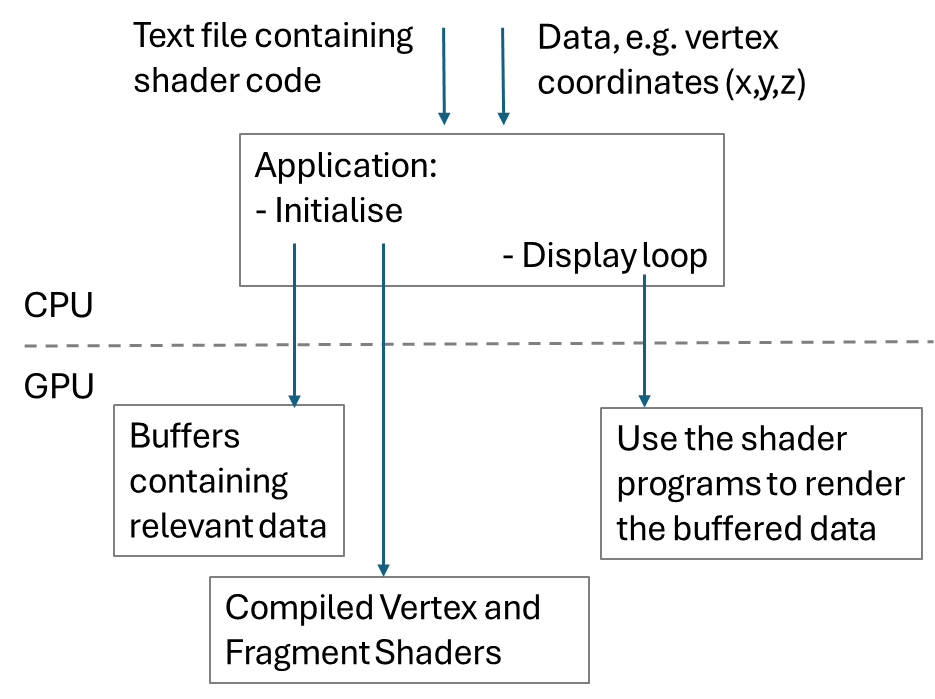 Text file containing
shader code
Data, e.g. vertex
coordinates (x,y,z)
Application:
- Initialise
- Display loop
CPU
GPU
Buffers
containing
relevant data
Use the shader
programs to render
the buffered data
Compiled Vertex and
Fragment Shaders